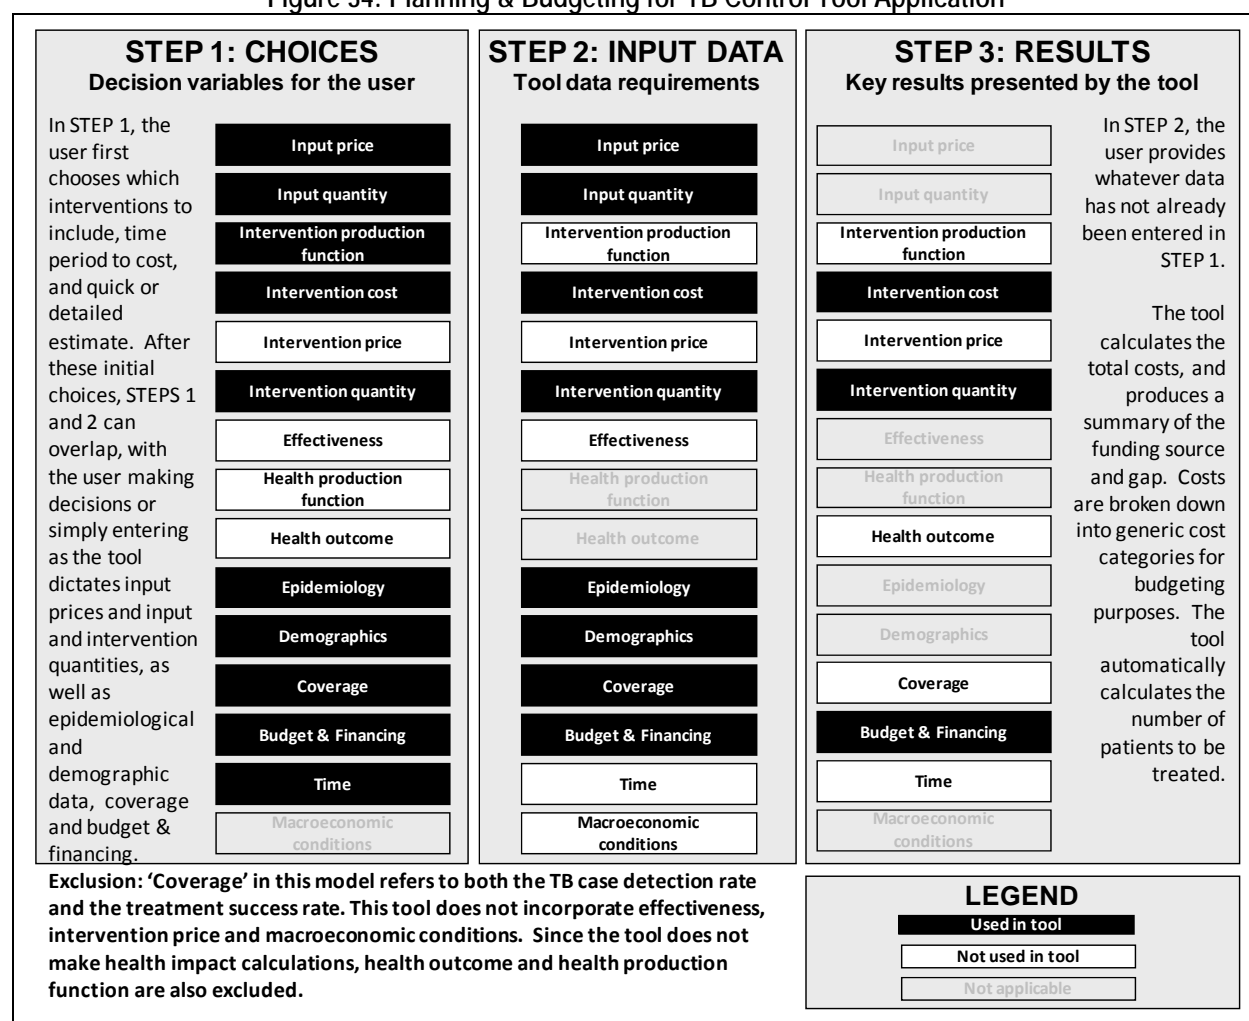 Figure 34: Planning & Budgeting for TB Control Tool Application
STEP 1: CHOICES
Decision variables for the user
In STEP 1, the
user first
chooses which
interventions to
include, time
period to cost,
and quick or
detailed
estimate. After
these initial
choices, STEPS 1
and 2 can
overlap, with
the user making
decisions or
simply entering
as the tool
dictates input
prices and input
and intervention
quantities, as
well as
epidemiological
and
demographic
data, coverage
and budget &
financing.
Input price
Input quantity
Intervention production
function
Intervention cost
Intervention price
Intervention quantity
Effectiveness
Health production
function
Health outcome
Epidemiology
Demographics
Coverage
Budget & Financing
Time
Macroeconomic
conditions
STEP 2: INPUT DATA
Tool data requirements
Input price
Input quantity
Intervention production
function
Intervention cost
Intervention price
Intervention quantity
Effectiveness
Health production
function
Health outcome
Epidemiology
Demographics
Coverage
Budget & Financing
Time
Macroeconomic
conditions
STEP 3: RESULTS
Key results presented by the tool
Input price
Input quantity
Intervention production
function
Intervention cost
Intervention price
Intervention quantity
Effectiveness
Health production
function
Health outcome
Epidemiology
Demographics
Coverage
Budget & Financing
Time
Macroeconomic
conditions
In STEP 2, the
user provides
whatever data
has not already
been entered in
STEP 1.
The tool
calculates the
total costs, and
produces a
summary of the
funding source
and gap. Costs
are broken down
into generic cost
categories for
budgeting
purposes. The
tool
automatically
calculates the
number of
patients to be
treated.
Exclusion: ‘Coverage’ in this model refers to both the TB case detection rate
and the treatment success rate. This tool does not incorporate effectiveness,
intervention price and macroeconomic conditions. Since the tool does not
make health impact calculations, health outcome and health production
function are also excluded.
LEGEND
Used in tool
Not used in tool
Not applicable